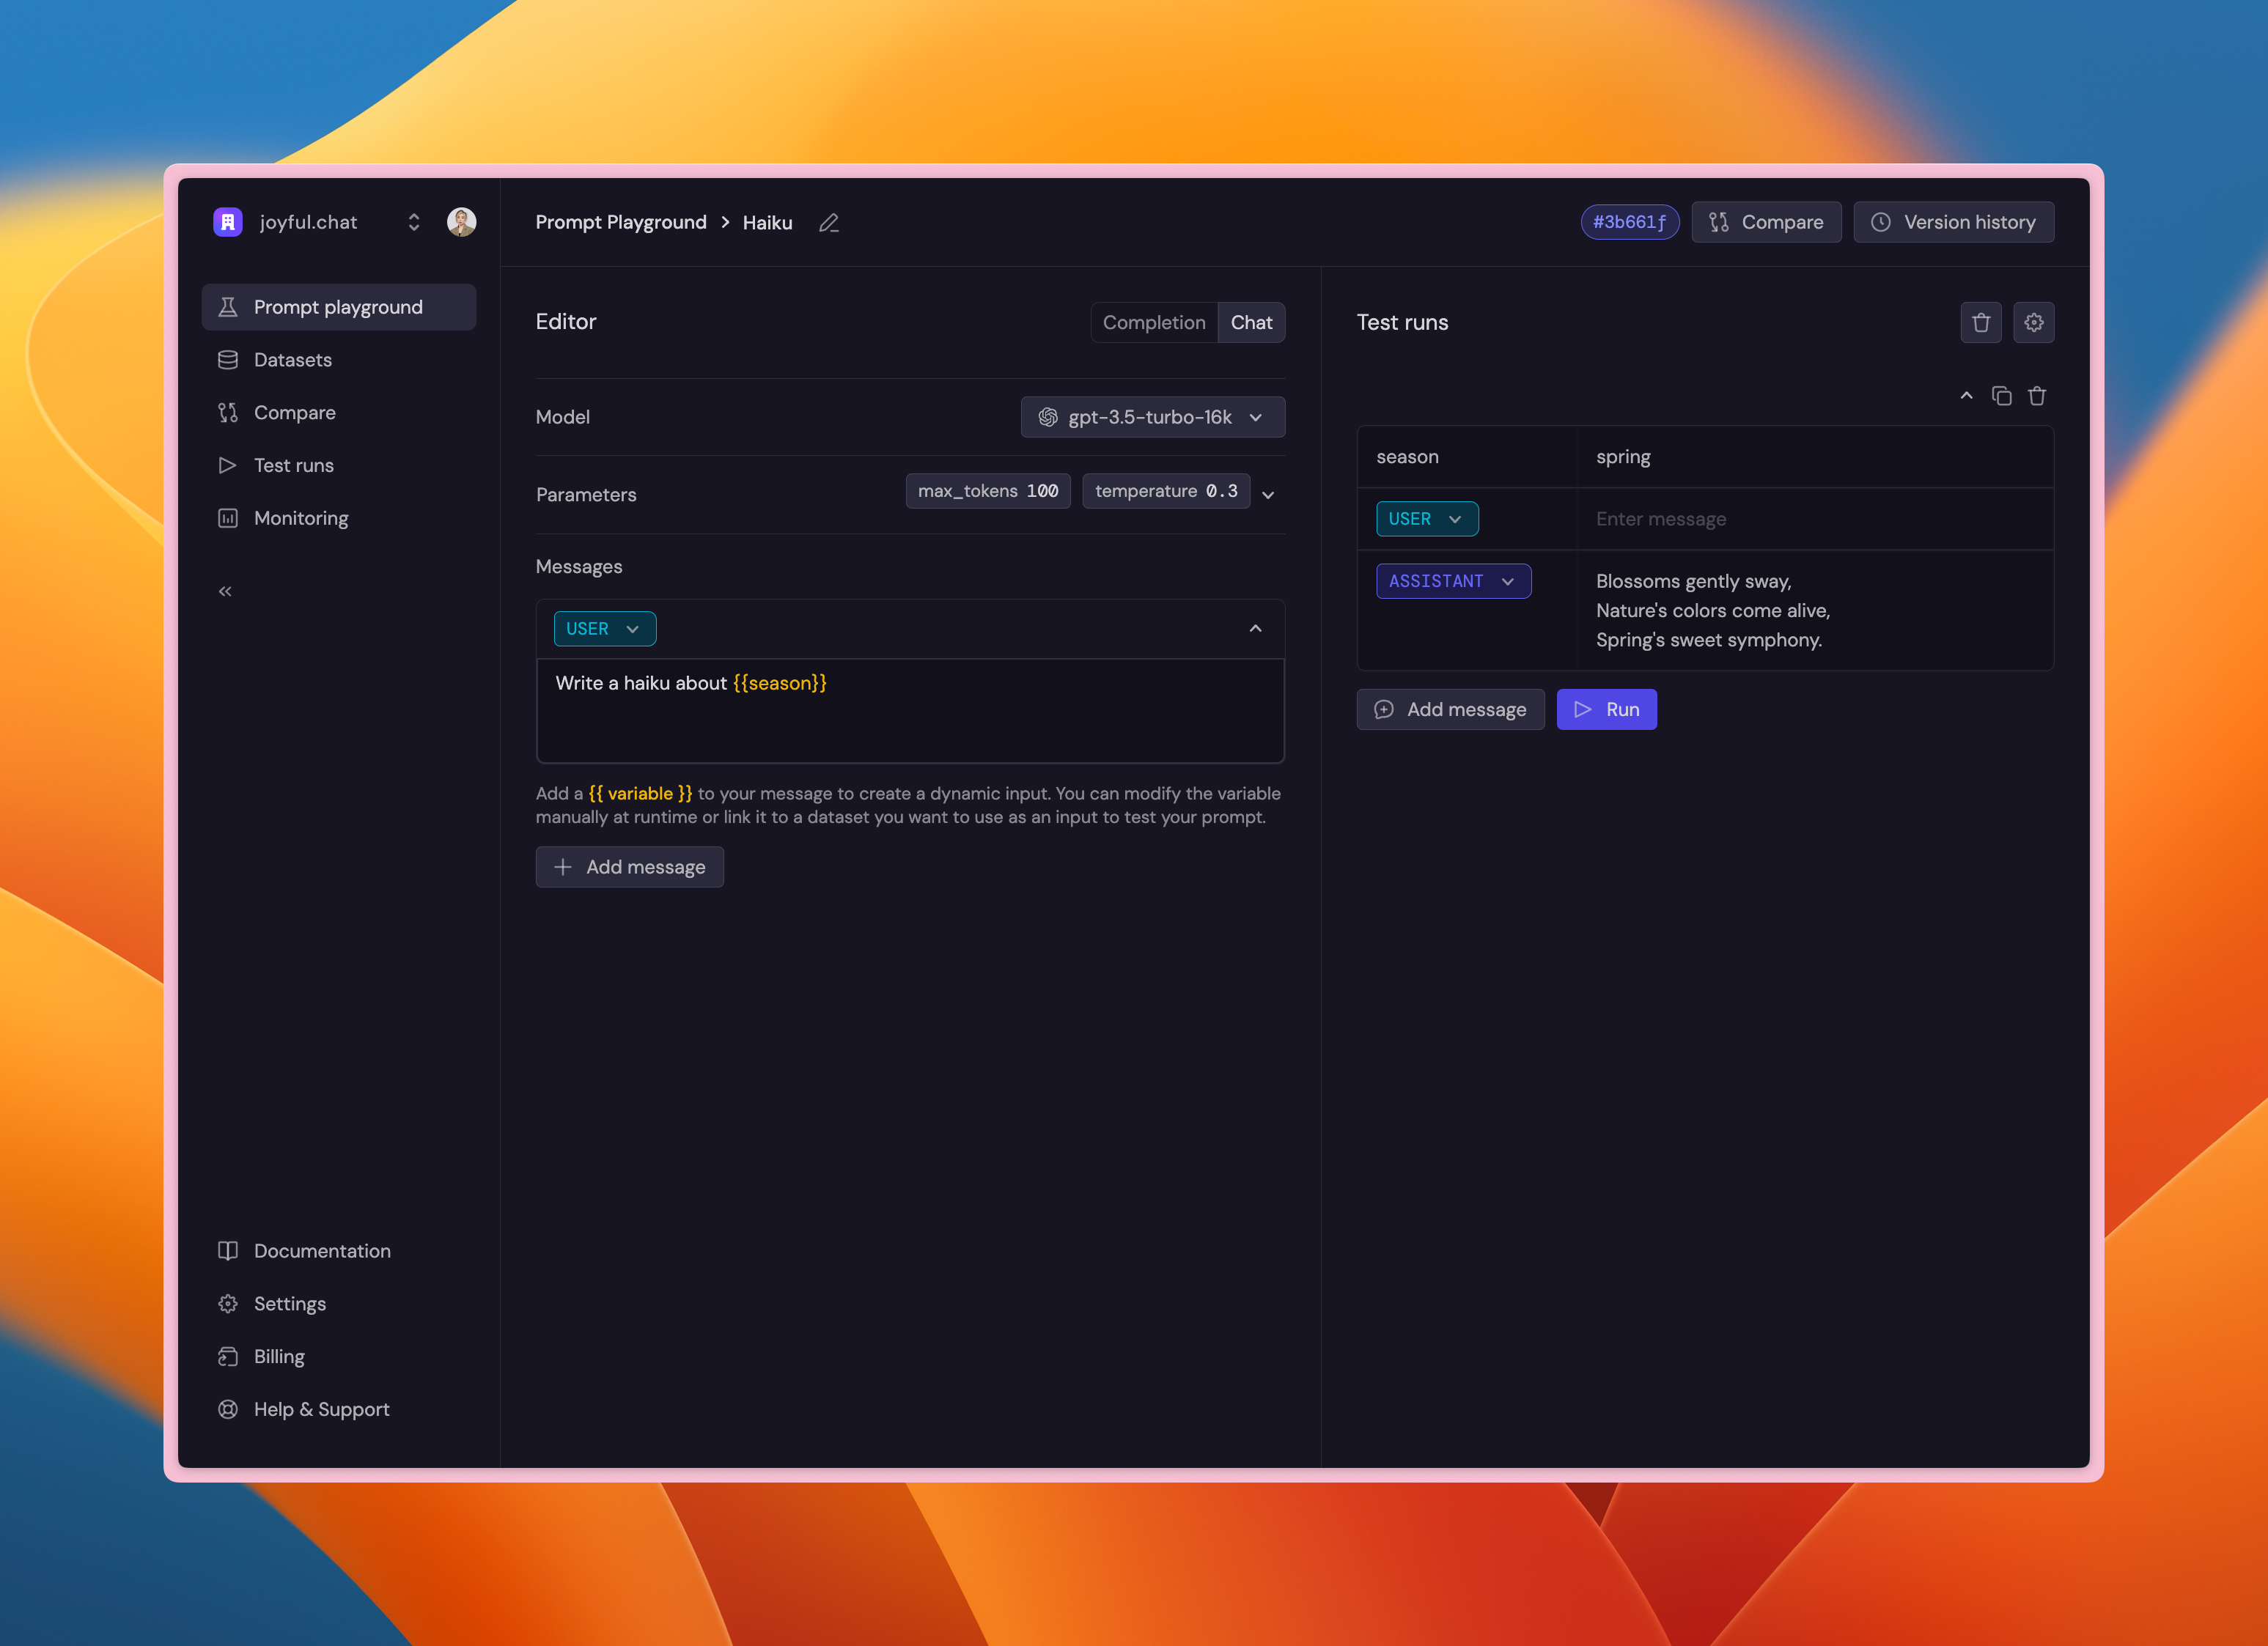 joyful.chat
Prompt playground
Datasets
Compare
Test runs
Monitoring
Documentation
Settings
Billing
Help & Support
Prompt Playground > Haiku
#3b661f
Compare
Version history
Editor
Completion
Chat
Model
gpt-3.5-turbo-16k
Parameters
max_tokens 100
temperature 0.3
Messages
USER
Write a haiku about {{season}}
Add a {{ variable }} to your message to create a dynamic input. You can modify the variable
manually at runtime or link it to a dataset you want to use as an input to test your prompt.
Add message
Test runs
season
spring
USER
Enter message
ASSISTANT
Blossoms gently sway,
Nature's colors come alive,
Spring's sweet symphony.
Add message
Run